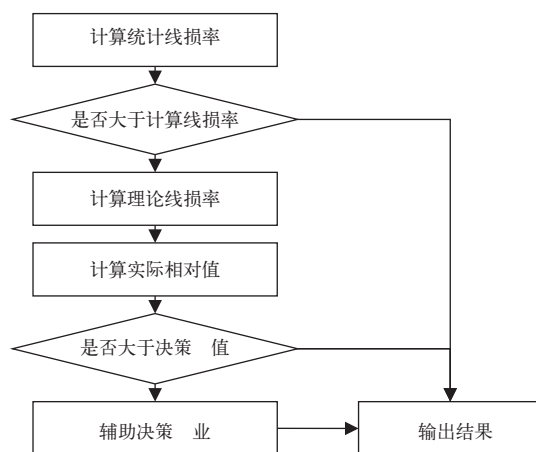 计算统计线损率
是否大于计算线损率
计算理论线损率
计算实际相对值
是否大于决策 值
辅助决策 业
输出结果